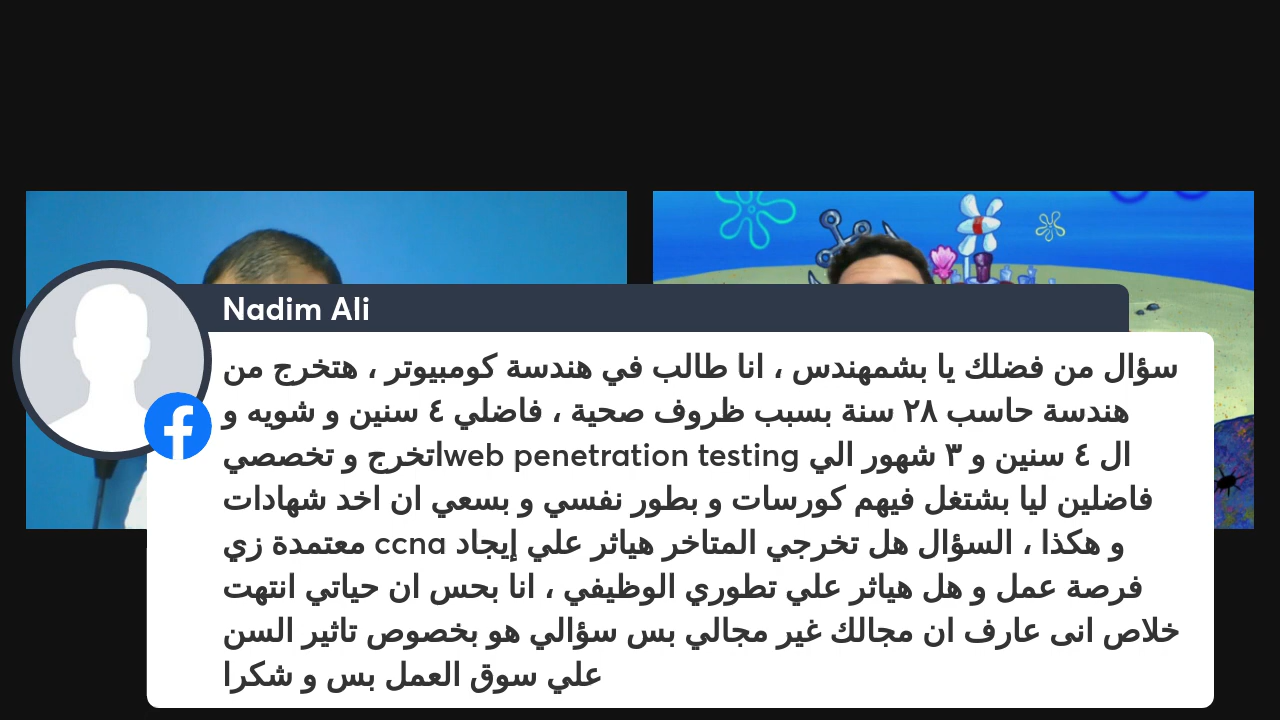 Nadim Ali
سؤال من فضلك يا بشمهندس ، انا طالب في هندسة كومبيوتر ، هتخرج من
هندسة حاسب ٢٨ سنة بسبب ظروف صحية ، فاضلي ٤ سنين و شويه و
اتخرج و تخصصي web penetration testing ال ٤ سنين و ٣ شهور الي
فاضلين ليا بشتغل فيهم كورسات و بطور نفسي و بسعي ان اخد شهادات
معتمدة زي ccna و هكذا ، السؤال هل تخرجي المتاخر هياثر علي إيجاد
فرصة عمل و هل هياثر علي تطوري الوظيفي ، انا بحس ان حياتي انتهت
خلاص انى عارف ان مجالك غير مجالي بس سؤالي هو بخصوص تاثير السن
علي سوق العمل بس و شكرا